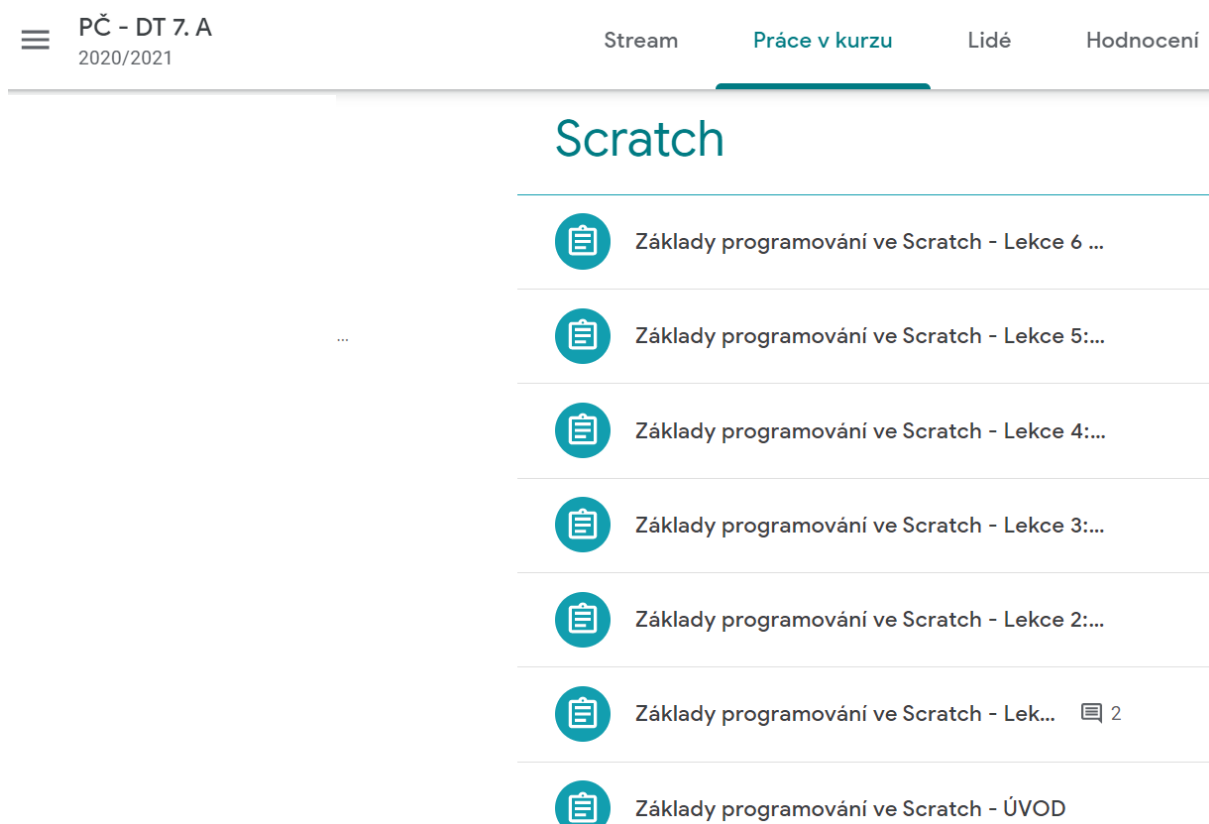 PČ - DT 7. A
2020/2021
Stream
Práce v kurzu
Lidé
Hodnocení
Scratch
Základy programování ve Scratch - Lekce 6 ...
...
Základy programování ve Scratch - Lekce 5:...
Základy programování ve Scratch - Lekce 4:...
Základy programování ve Scratch - Lekce 3:...
Základy programování ve Scratch - Lekce 2:...
Základy programování ve Scratch - Lek... 2
Základy programování ve Scratch - ÚVOD